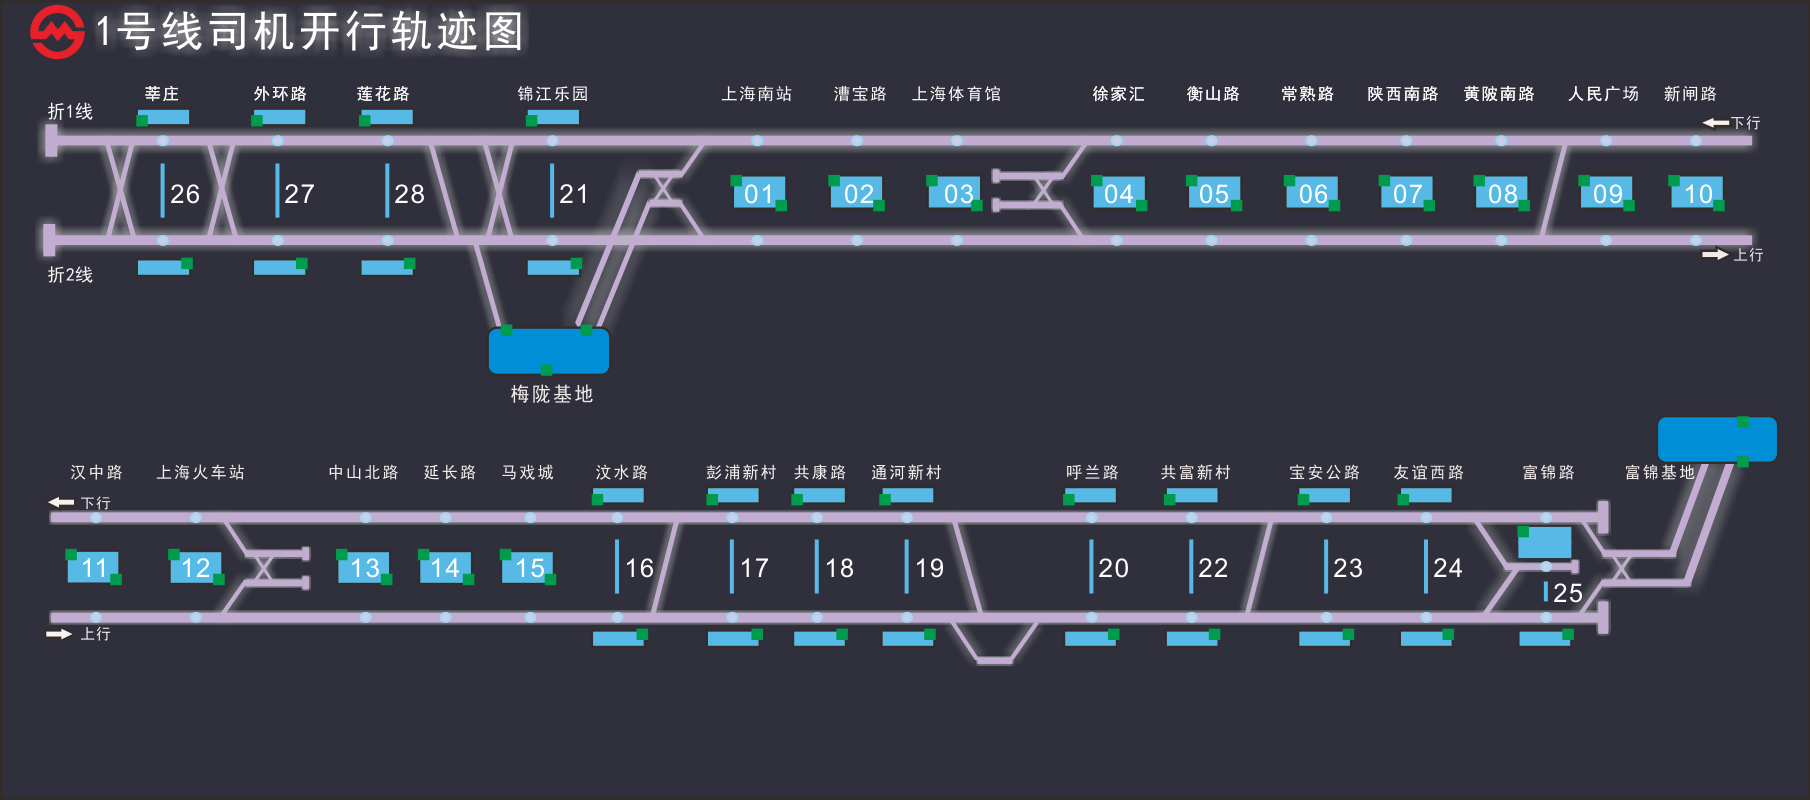 1号线司机开行轨迹图
莘庄 外环路 莲花路 锦江乐园 上海南站 漕宝路 上海体育馆 徐家汇 衡山路 常熟路 陕西南路 黄陂南路 人民广场 新闸路
折1线
下行
26 27 28 21 01 02 03 04 05 06 07 08 09 10
上行
折2线
梅陇基地
汉中路 上海火车站 中山北路 延长路 马戏城 汶水路 彭浦新村 共康路 通河新村 呼兰路 共富新村 宝安公路 友谊西路 富锦路 富锦基地
下行
11 12 13 14 15 16 17 18 19 20 22 23 24
25
上行